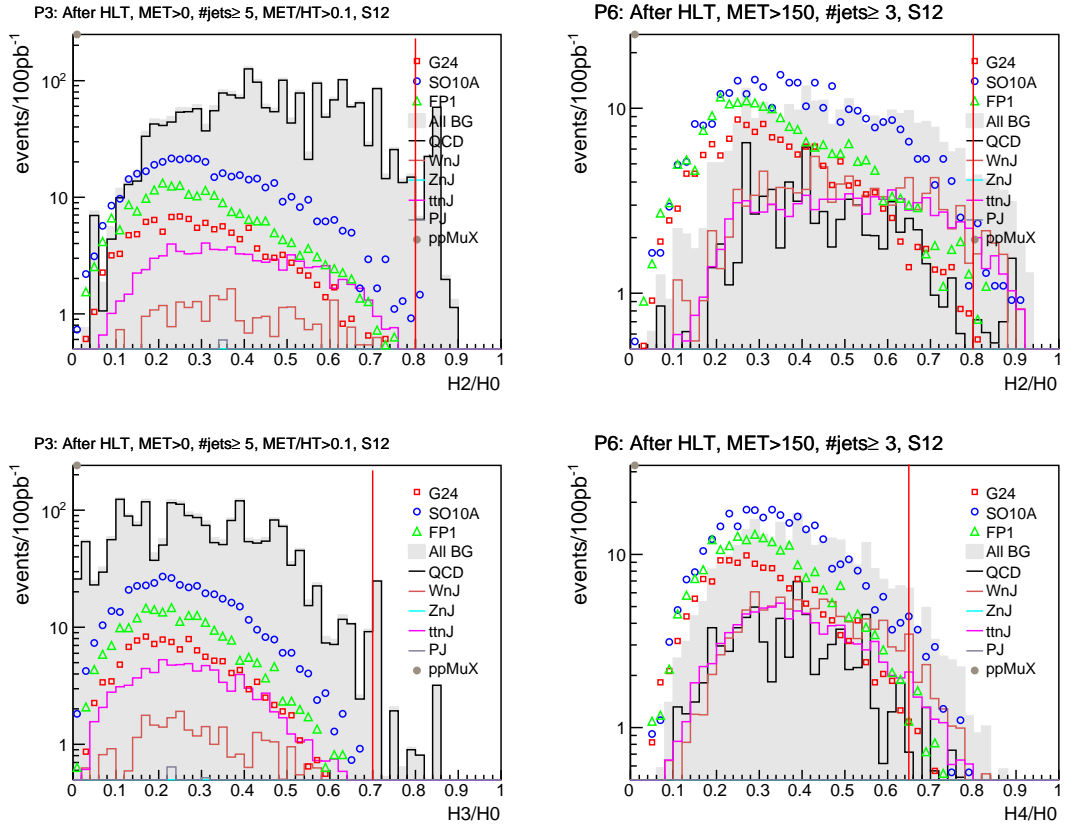 P3: After HLT, MET>0, #jets≥ 5, MET/HT>0.1, S12
events/100pb⁻¹
10²
10
1
G24
SO10A
FP1
All BG
QCD
WnJ
ZnJ
ttnJ
PJ
ppMuX
0 0.1 0.2 0.3 0.4 0.5 0.6 0.7 0.8 0.9 1
H2/H0
P6: After HLT, MET>150, #jets≥ 3, S12
events/100pb⁻¹
10
1
G24
SO10A
FP1
All BG
QCD
WnJ
ZnJ
ttnJ
PJ
ppMuX
0 0.1 0.2 0.3 0.4 0.5 0.6 0.7 0.8 0.9 1
H2/H0
P3: After HLT, MET>0, #jets≥ 5, MET/HT>0.1, S12
events/100pb⁻¹
10²
10
1
G24
SO10A
FP1
All BG
QCD
WnJ
ZnJ
ttnJ
PJ
ppMuX
0 0.1 0.2 0.3 0.4 0.5 0.6 0.7 0.8 0.9 1
H3/H0
P6: After HLT, MET>150, #jets≥ 3, S12
events/100pb⁻¹
10
1
G24
SO10A
FP1
All BG
QCD
WnJ
ZnJ
ttnJ
PJ
ppMuX
0 0.1 0.2 0.3 0.4 0.5 0.6 0.7 0.8 0.9 1
H4/H0